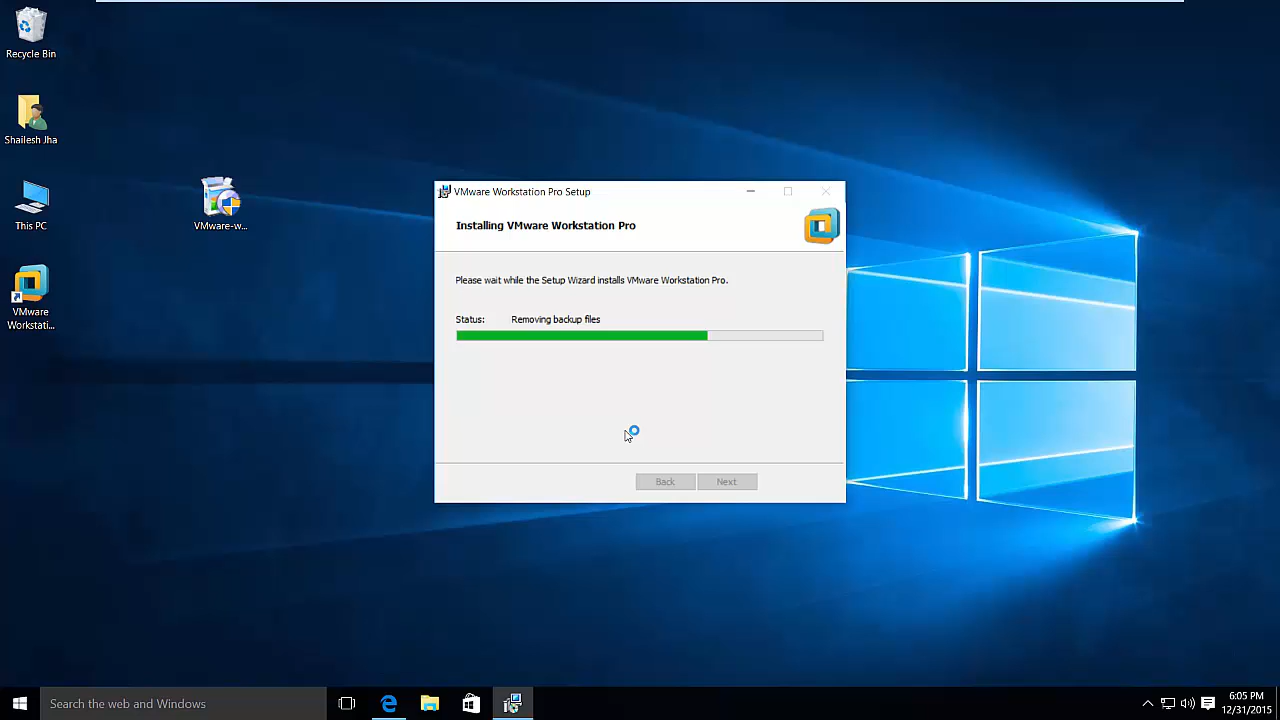 Recycle Bin
Shailesh Jha
This PC
VMware
Workstati...
VMware-w...
VMware Workstation Pro Setup
Installing VMware Workstation Pro
Please wait while the Setup Wizard installs VMware Workstation Pro.
Status: Removing backup files
Back Next
Search the web and Windows
6:05 PM
12/31/2015